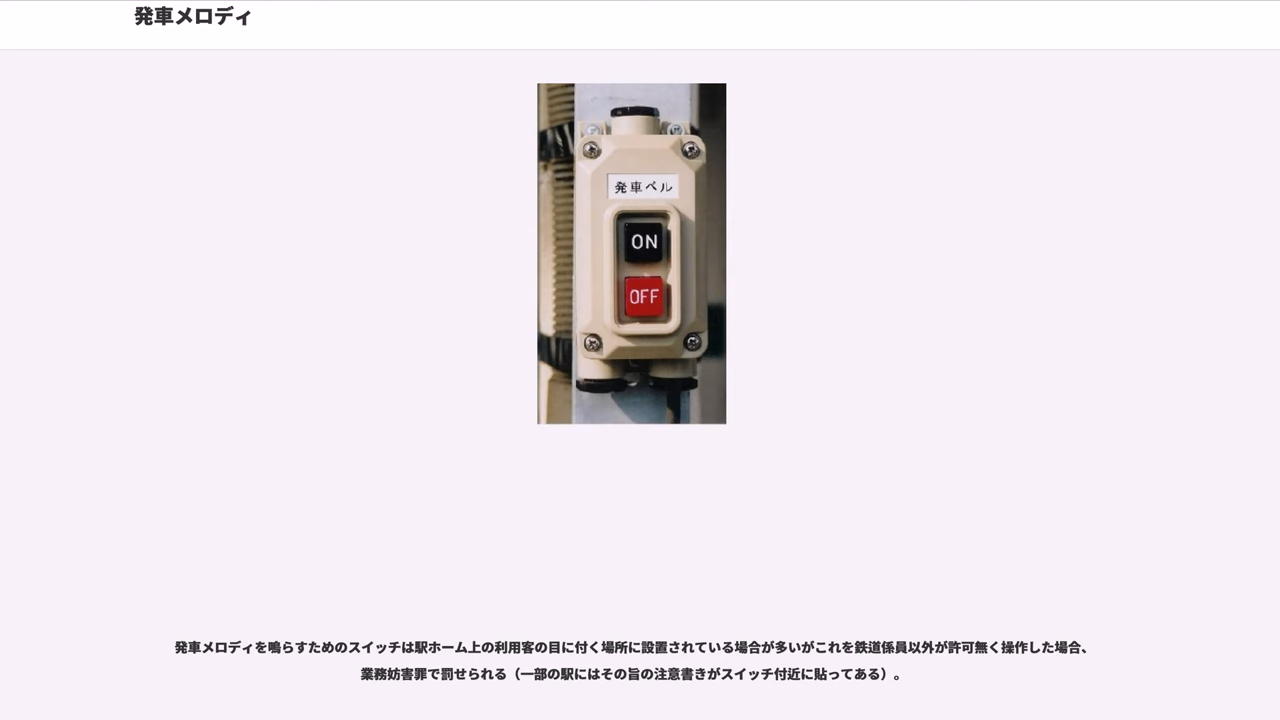 発車メロディ
発車ベル
ON
OFF
発車メロディを鳴らすためのスイッチは駅ホーム上の利用客の目に付く場所に設置されている場合が多いがこれを鉄道係員以外が許可無く操作した場合、
業務妨害罪で罰せられる（一部の駅にはその旨の注意書きがスイッチ付近に貼ってある）。